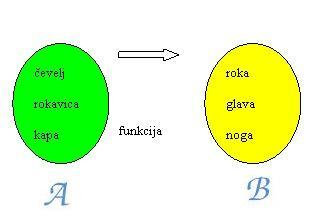 čevelj
rokavica
kapa
funkcija
roka
glava
noga
A
B